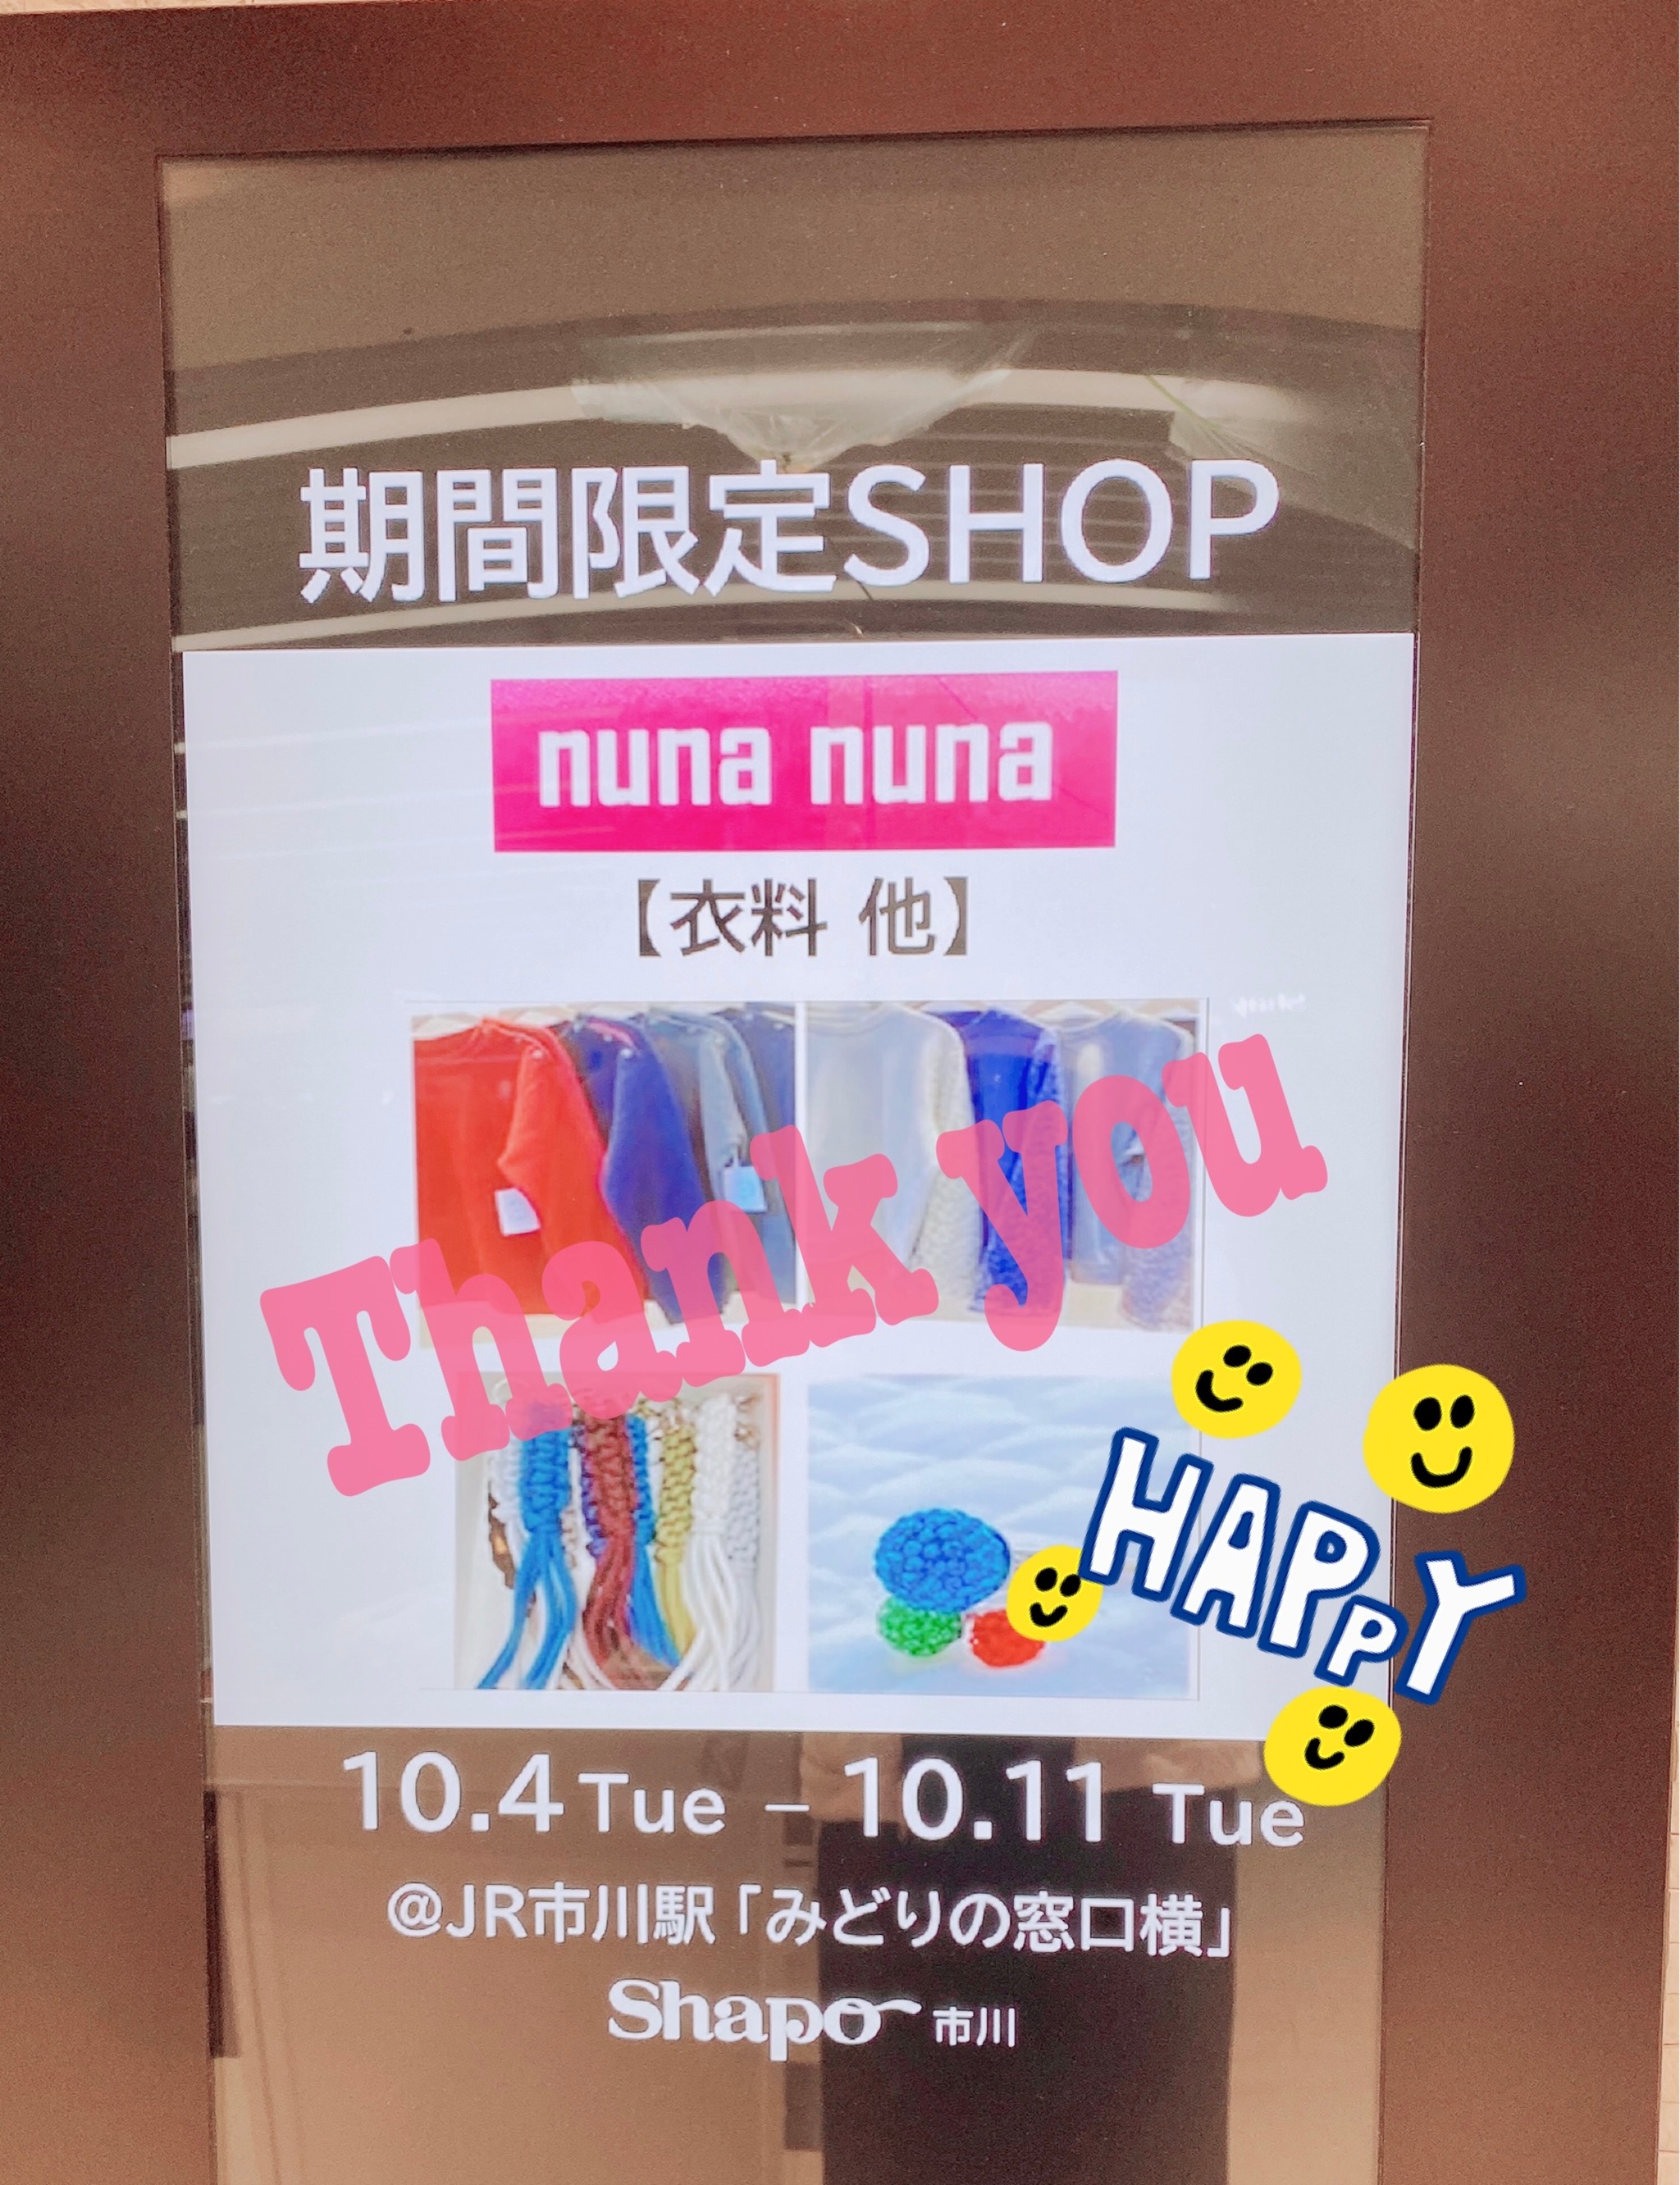 期間限定SHOP
nuna nuna
【衣料 他】
Thank you
HAPPY
10.4 Tue – 10.11 Tue
@JR市川駅「みどりの窓口横」
Shapo 市川